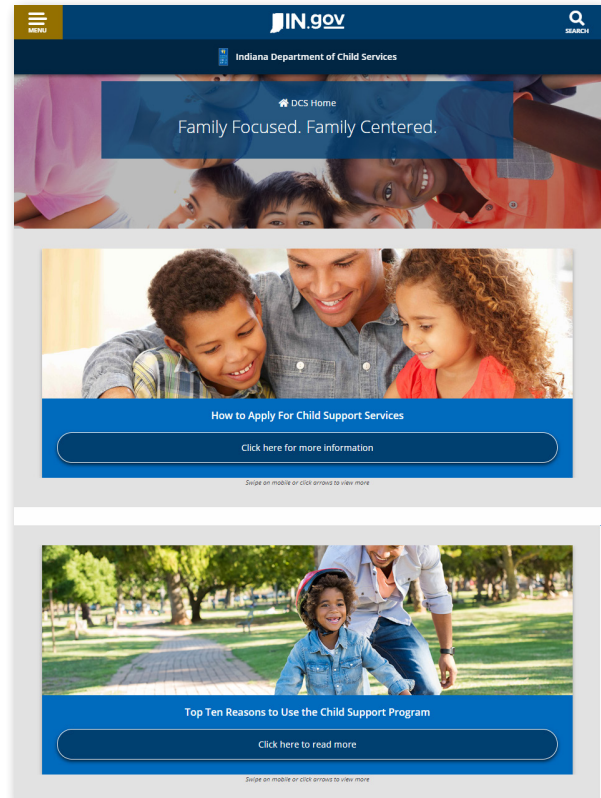 MENU
IN.gov
SEARCH
Indiana Department of Child Services
DCS Home
Family Focused. Family Centered.
How to Apply For Child Support Services
Click here for more information
Swipe on mobile or click arrows to view more
Top Ten Reasons to Use the Child Support Program
Click here to read more
Swipe on mobile or click arrows to view more